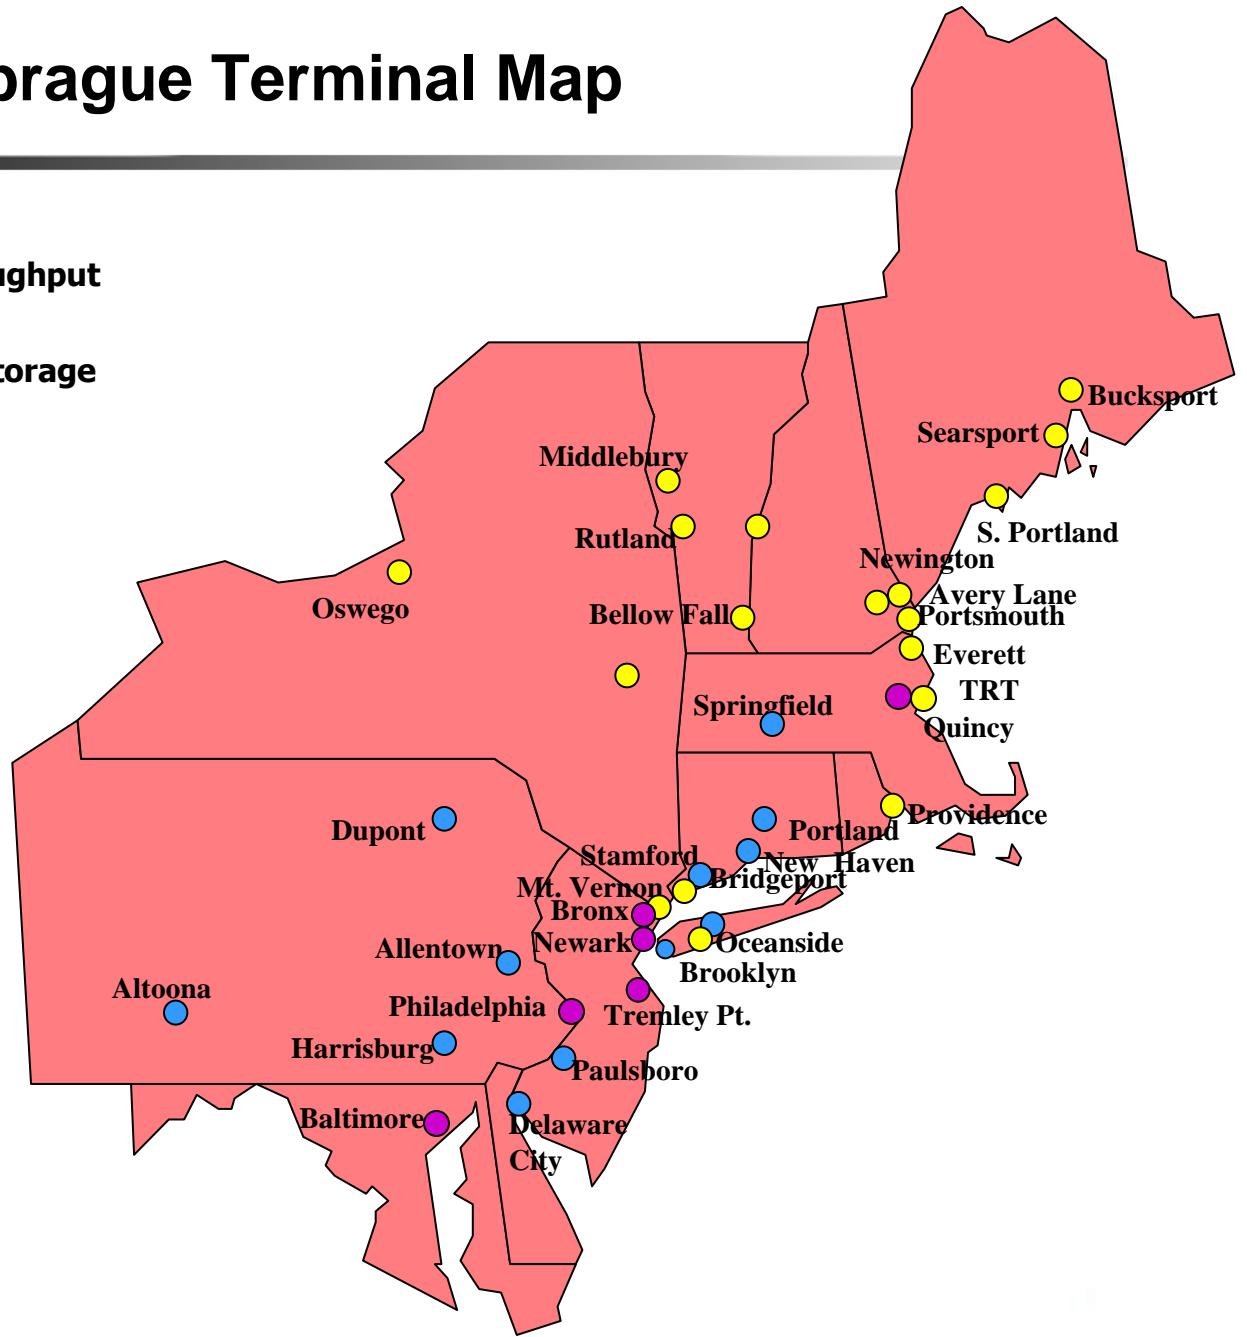 prague Terminal Map
ughput
torage
Bucksport
Searsport
Middlebury
S. Portland
Rutland
Newington
Avery Lane
Oswego
Bellow Fall
Portsmouth
Everett
TRT
Springfield
Quincy
Providence
Dupont
Portland
Stamford
New Haven
Bridgeport
Mt. Vernon
Bronx
Newark
Oceanside
Allentown
Brooklyn
Altoona
Philadelphia
Tremley Pt.
Harrisburg
Paulsboro
Baltimore
Delaware
City